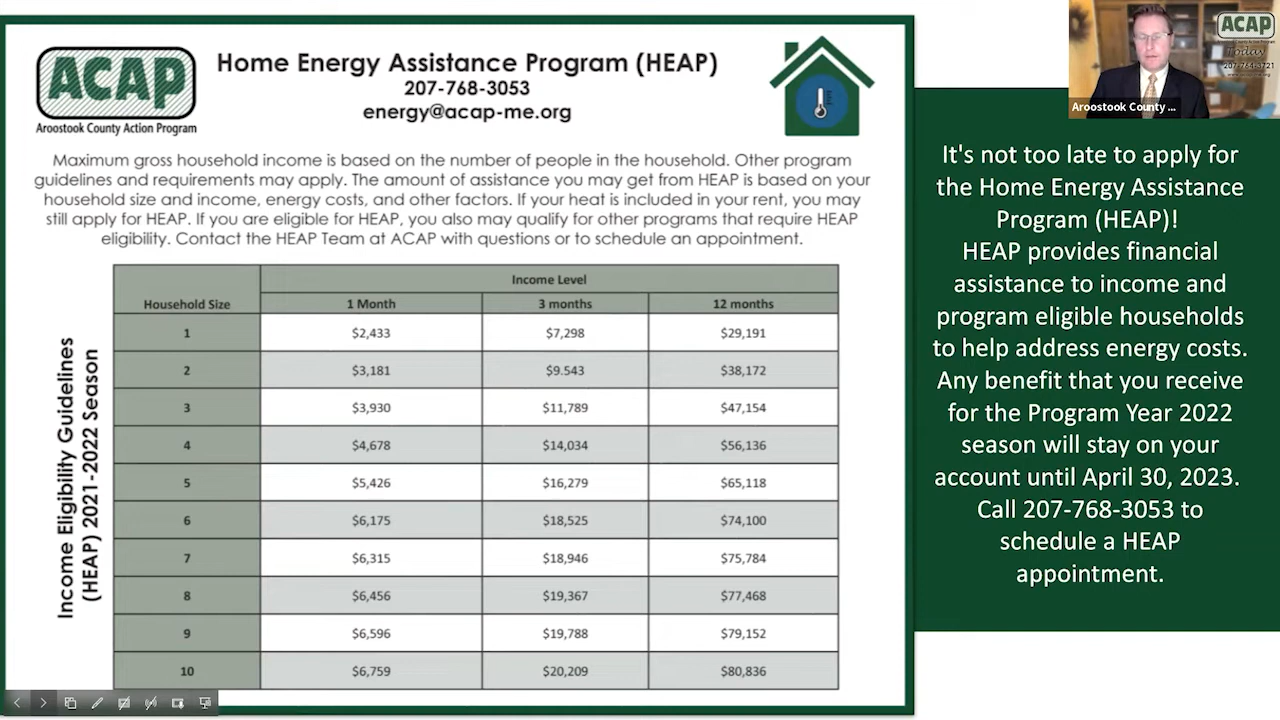 ACAP
Aroostook County Action Program
Home Energy Assistance Program (HEAP)
207-768-3053
energy@acap-me.org
Maximum gross household income is based on the number of people in the household. Other program
guidelines and requirements may apply. The amount of assistance you may get from HEAP is based on your
household size and income, energy costs, and other factors. If your heat is included in your rent, you may
still apply for HEAP. If you are eligible for HEAP, you also may qualify for other programs that require HEAP
eligibility. Contact the HEAP Team at ACAP with questions or to schedule an appointment.
Income Eligibility Guidelines
(HEAP) 2021-2022 Season
Income Level
Household Size 1 Month 3 months 12 months
1 $2,433 $7,298 $29,191
2 $3,181 $9.543 $38,172
3 $3,930 $11,789 $47,154
4 $4,678 $14,034 $56,136
5 $5,426 $16,279 $65,118
6 $6,175 $18,525 $74,100
7 $6,315 $18,946 $75,784
8 $6,456 $19,367 $77,468
9 $6,596 $19,788 $79,152
10 $6,759 $20,209 $80,836
ACAP
Today
Aroostook County ...
It's not too late to apply for
the Home Energy Assistance
Program (HEAP)!
HEAP provides financial
assistance to income and
program eligible households
to help address energy costs.
Any benefit that you receive
for the Program Year 2022
season will stay on your
account until April 30, 2023.
Call 207-768-3053 to
schedule a HEAP
appointment.